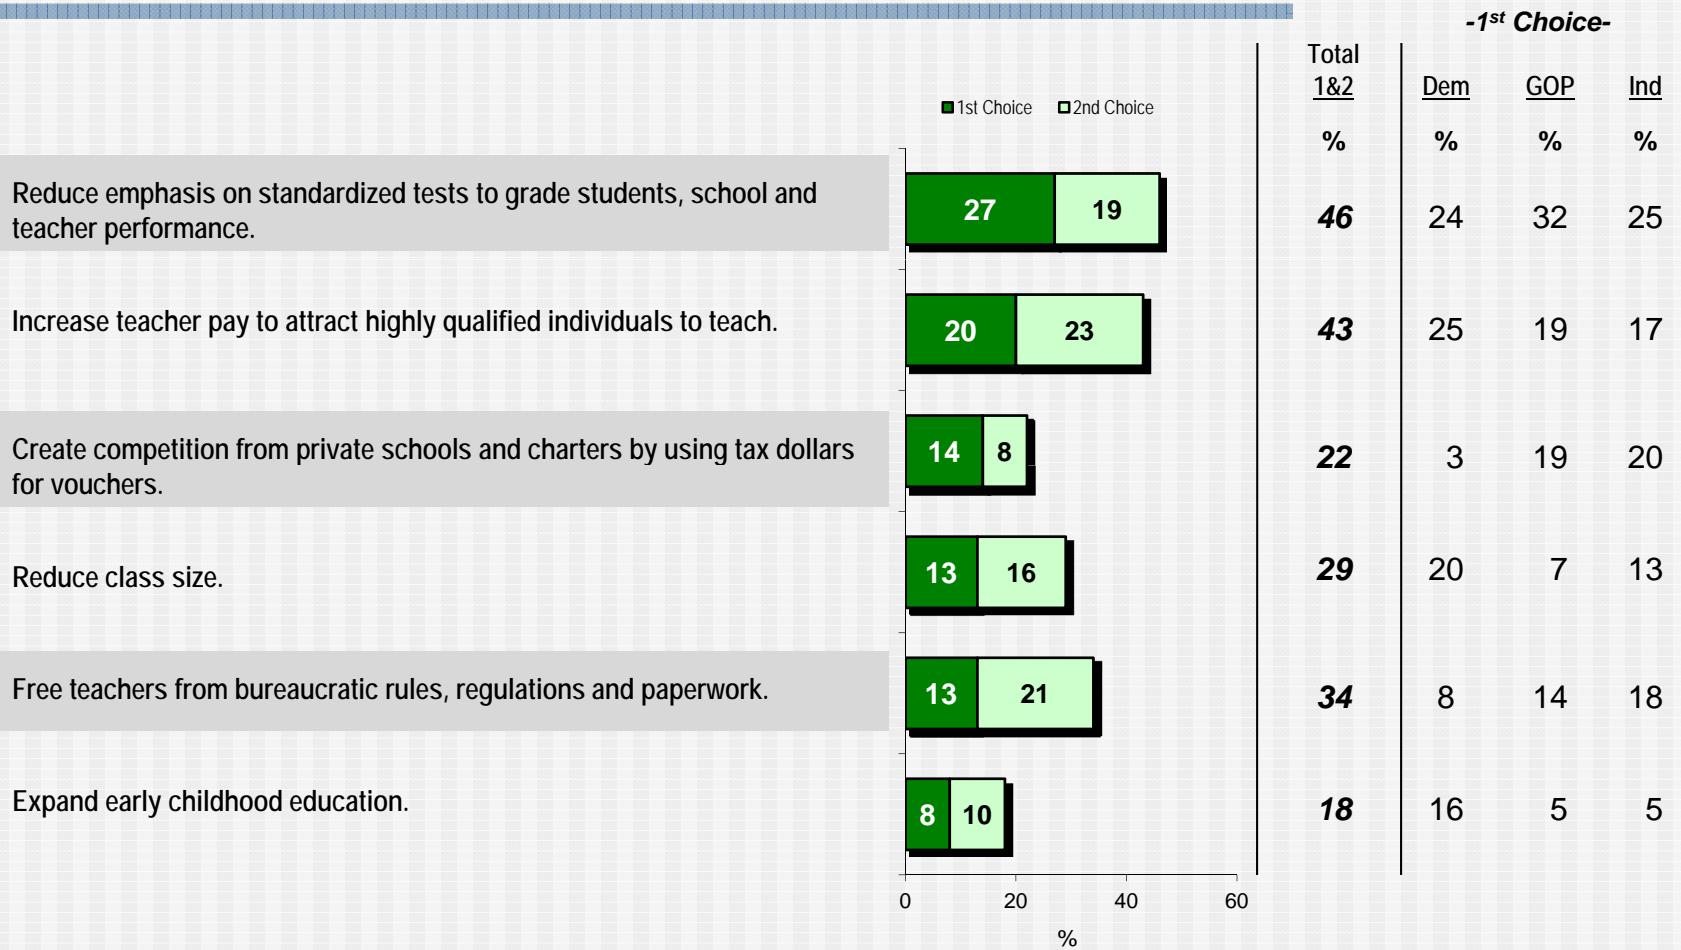 -1st Choice-
Total
1&2 Dem GOP Ind
1st Choice 2nd Choice
% % % %
Reduce emphasis on standardized tests to grade students, school and
teacher performance.
27 19 46 24 32 25
Increase teacher pay to attract highly qualified individuals to teach.
20 23 43 25 19 17
Create competition from private schools and charters by using tax dollars
for vouchers.
14 8 22 3 19 20
Reduce class size.
13 16 29 20 7 13
Free teachers from bureaucratic rules, regulations and paperwork.
13 21 34 8 14 18
Expand early childhood education.
8 10 18 16 5 5
0 20 40 60
%